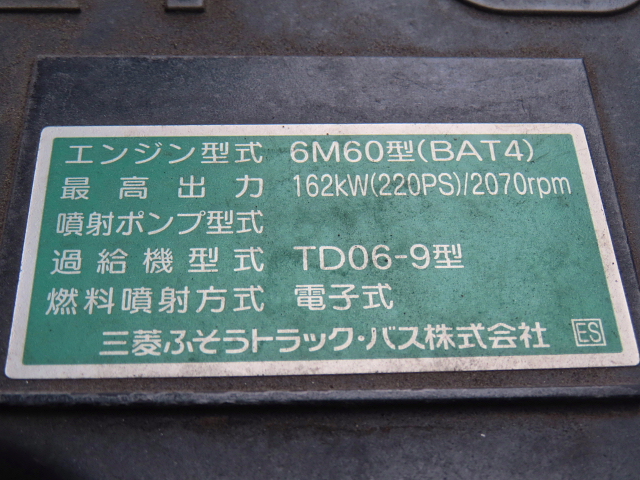 エンジン型式 6M60型(BAT4)
最高出力 162kW(220PS)/2070rpm
噴射ポンプ型式
過給機型式 TD06-9型
燃料噴射方式 電子式
三菱ふそうトラック・バス株式会社 ES